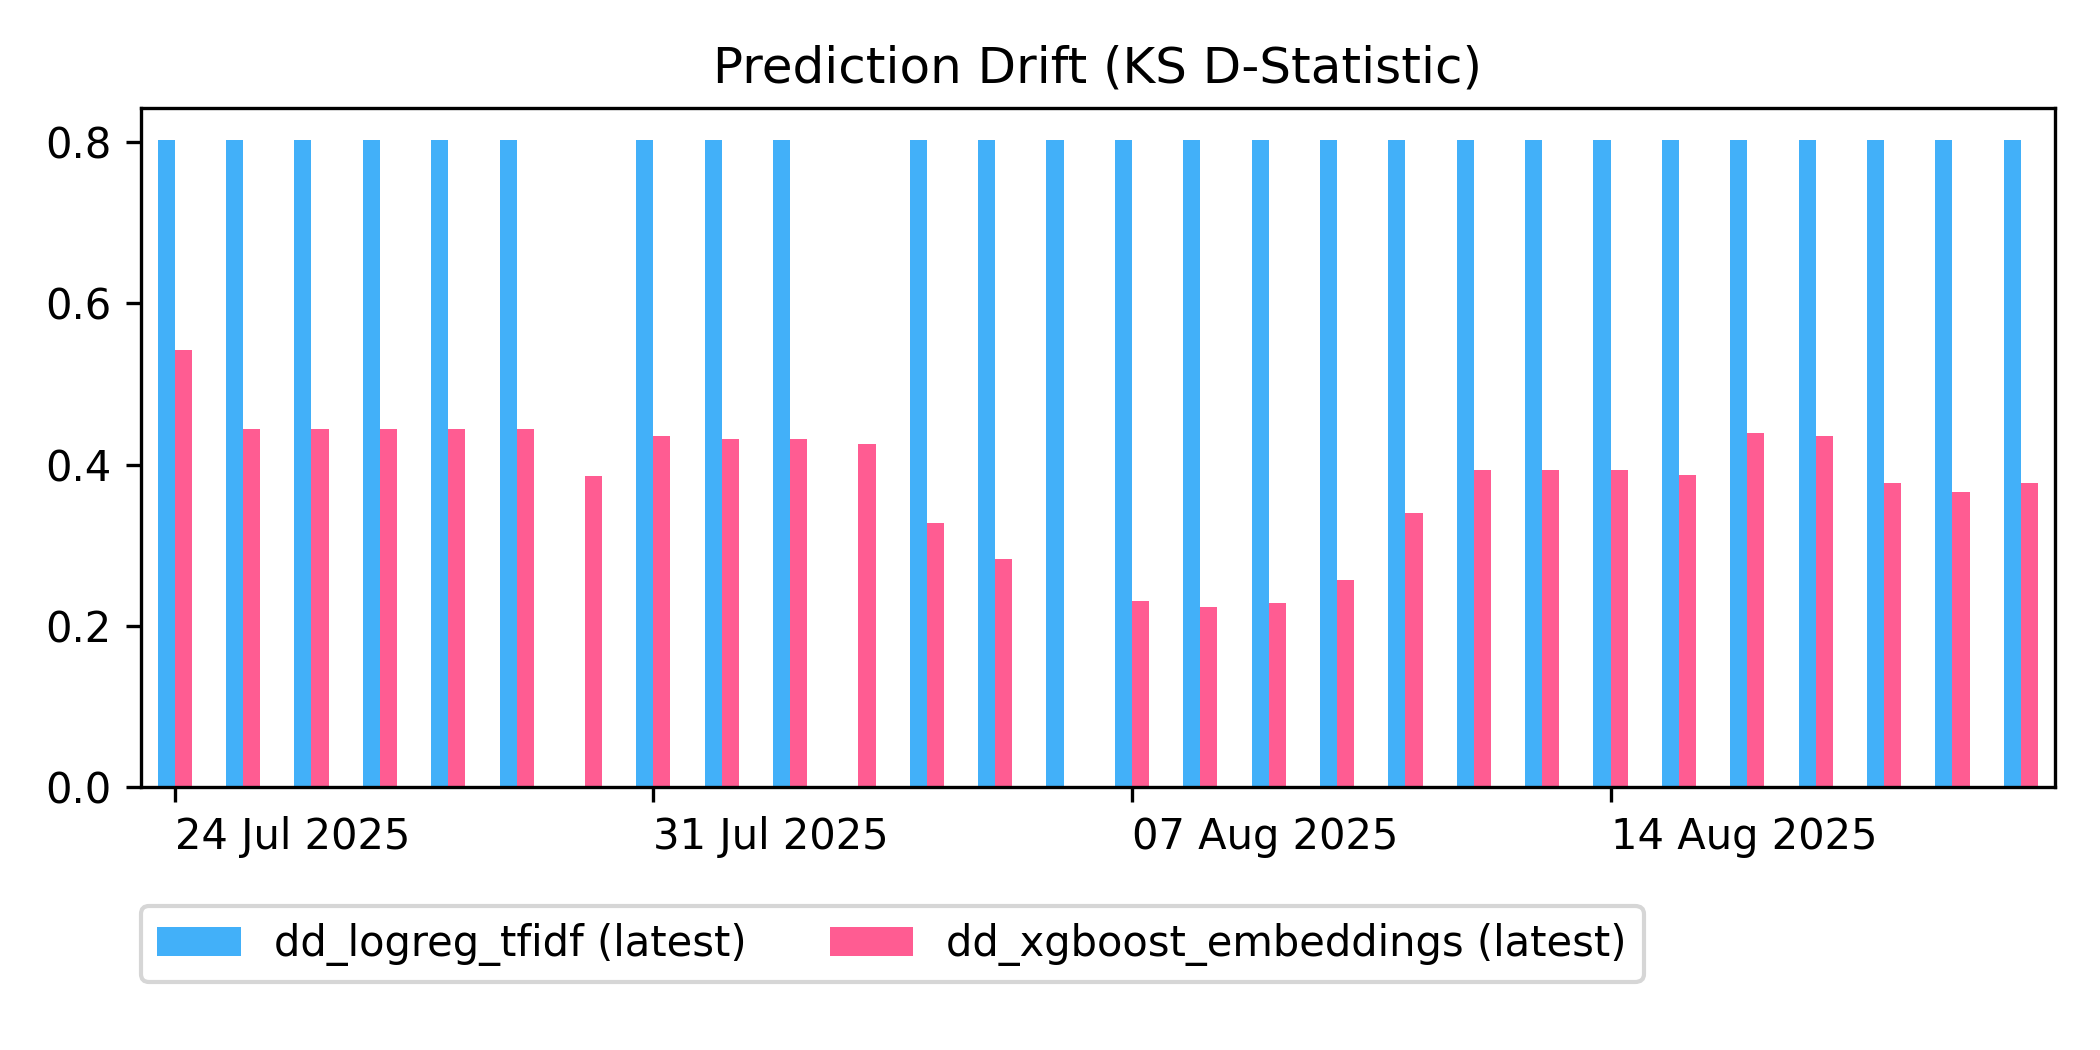 Prediction Drift (KS D-Statistic)
0.8
0.6
0.4
0.2
0.0
24 Jul 2025
31 Jul 2025
07 Aug 2025
14 Aug 2025
dd_logreg_tfidf (latest)
dd_xgboost_embeddings (latest)